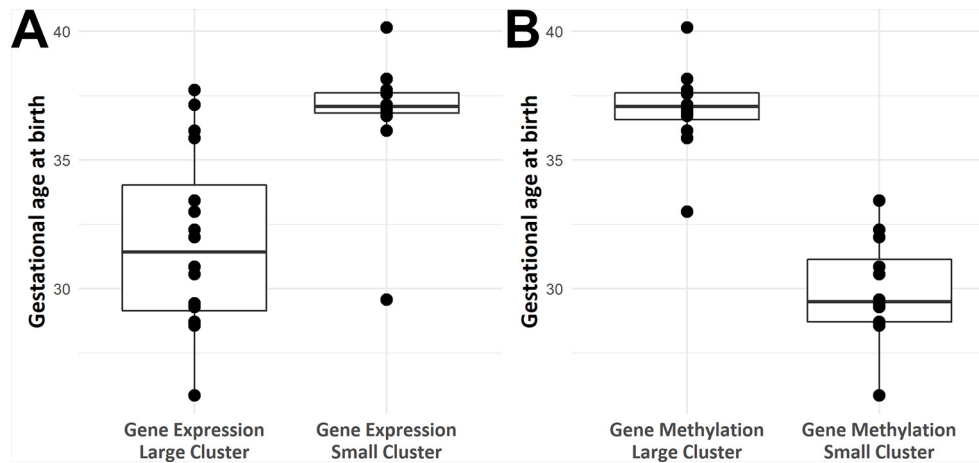 A
Gestational age at birth
40
35
30
Gene Expression
Large Cluster
Gene Expression
Small Cluster
B
Gestational age at birth
40
35
30
Gene Methylation
Large Cluster
Gene Methylation
Small Cluster